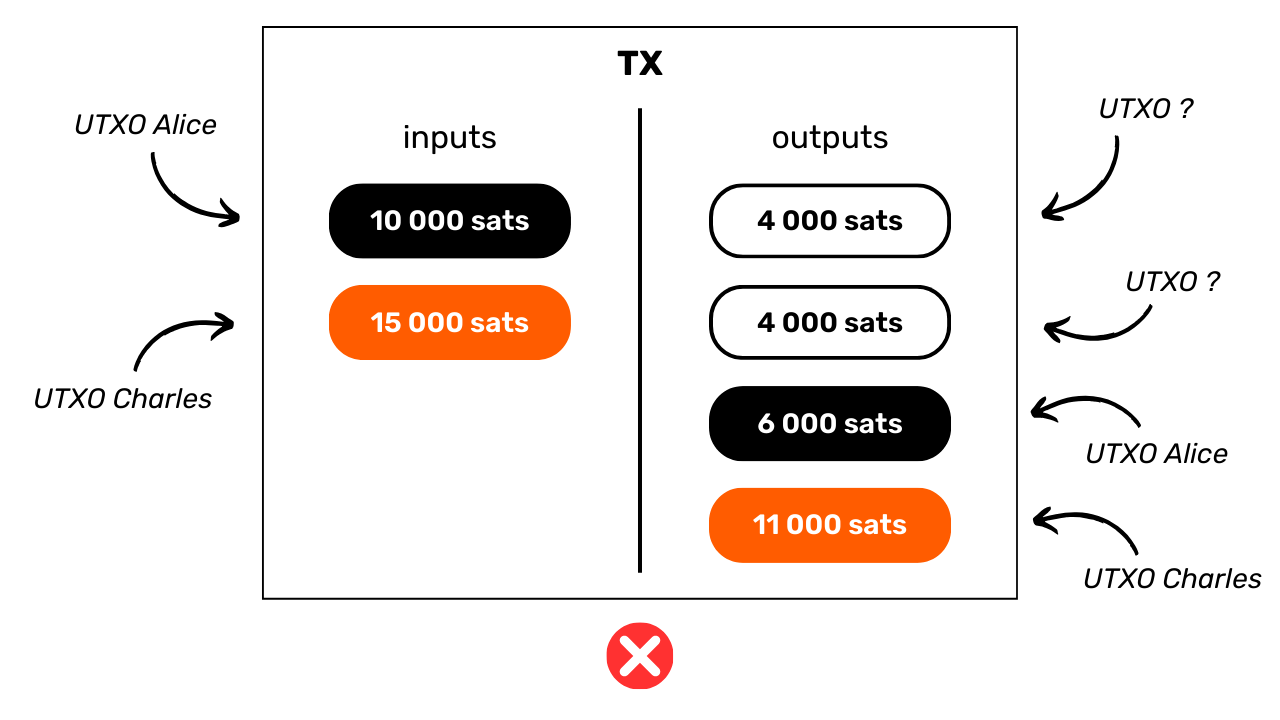 TX
inputs
outputs
UTXO Alice
UTXO Charles
10 000 sats
15 000 sats
4 000 sats
4 000 sats
6 000 sats
11 000 sats
UTXO ?
UTXO ?
UTXO Alice
UTXO Charles